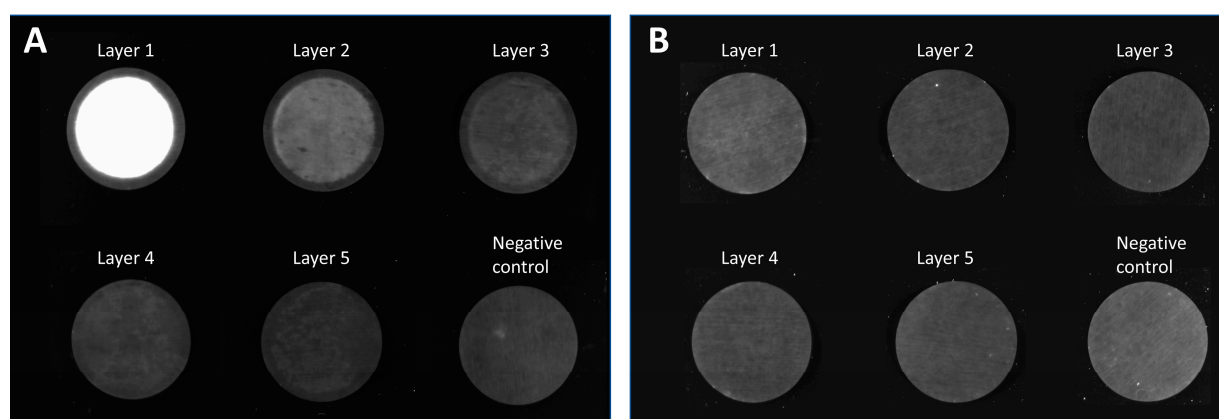 A
Layer 1
Layer 2
Layer 3
Layer 4
Layer 5
Negative
control
B
Layer 1
Layer 2
Layer 3
Layer 4
Layer 5
Negative
control